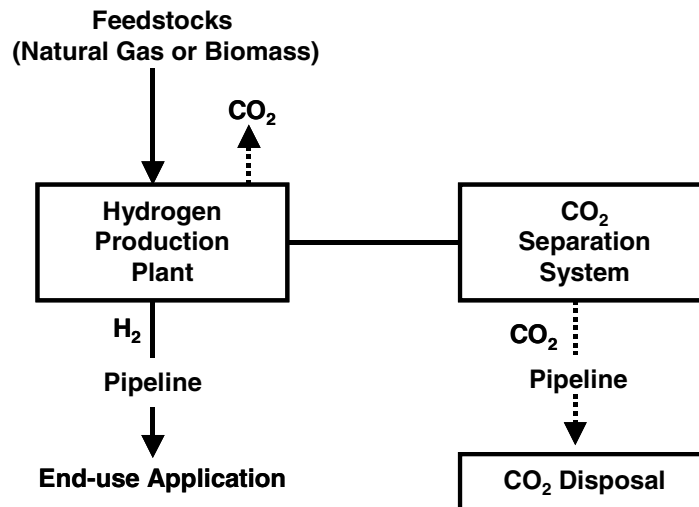 Feedstocks
(Natural Gas or Biomass)
CO₂
Hydrogen
Production
Plant
CO₂
Separation
System
H₂
Pipeline
End-use Application
CO₂
Pipeline
CO₂ Disposal